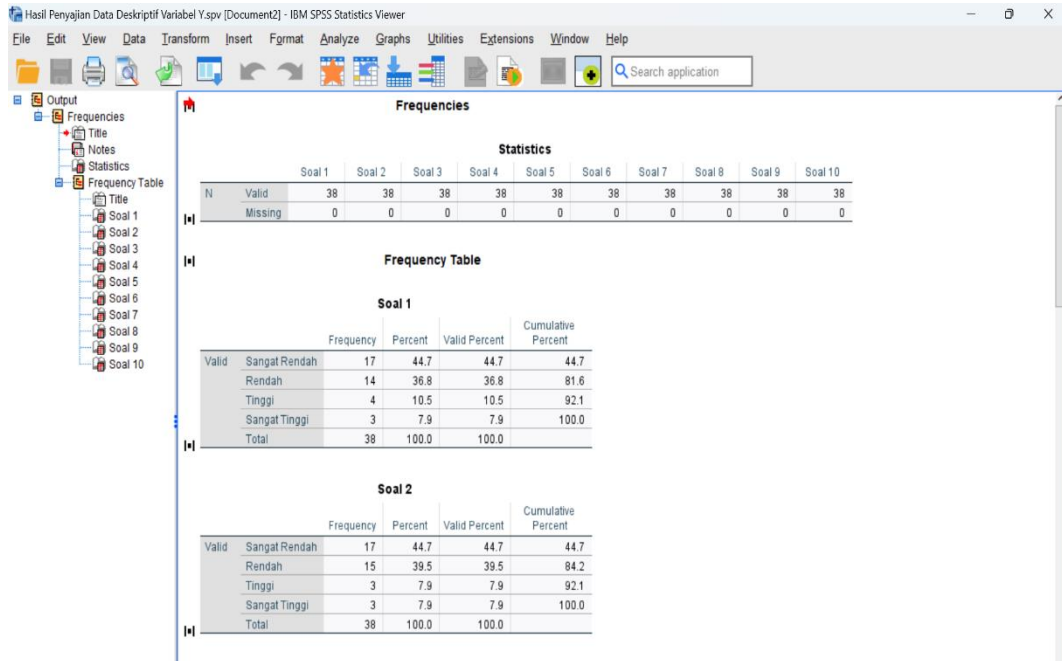 Hasil Penyajian Data Deskriptif Variabel Y.spv [Document2] - IBM SPSS Statistics Viewer
File Edit View Data Transform Insert Format Analyze Graphs Utilities Extensions Window Help
Search application
Output
Frequencies
Title
Notes
Statistics
Frequency Table
Title
Soal 1
Soal 2
Soal 3
Soal 4
Soal 5
Soal 6
Soal 7
Soal 8
Soal 9
Soal 10
Frequencies
Statistics
Soal 1 Soal 2 Soal 3 Soal 4 Soal 5 Soal 6 Soal 7 Soal 8 Soal 9 Soal 10
N Valid 38 38 38 38 38 38 38 38 38 38
Missing 0 0 0 0 0 0 0 0 0 0
Frequency Table
Soal 1
Frequency Percent Valid Percent Cumulative Percent
Valid Sangat Rendah 17 44.7 44.7 44.7
Rendah 14 36.8 36.8 81.6
Tinggi 4 10.5 10.5 92.1
Sangat Tinggi 3 7.9 7.9 100.0
Total 38 100.0 100.0
Soal 2
Frequency Percent Valid Percent Cumulative Percent
Valid Sangat Rendah 17 44.7 44.7 44.7
Rendah 15 39.5 39.5 84.2
Tinggi 3 7.9 7.9 92.1
Sangat Tinggi 3 7.9 7.9 100.0
Total 38 100.0 100.0